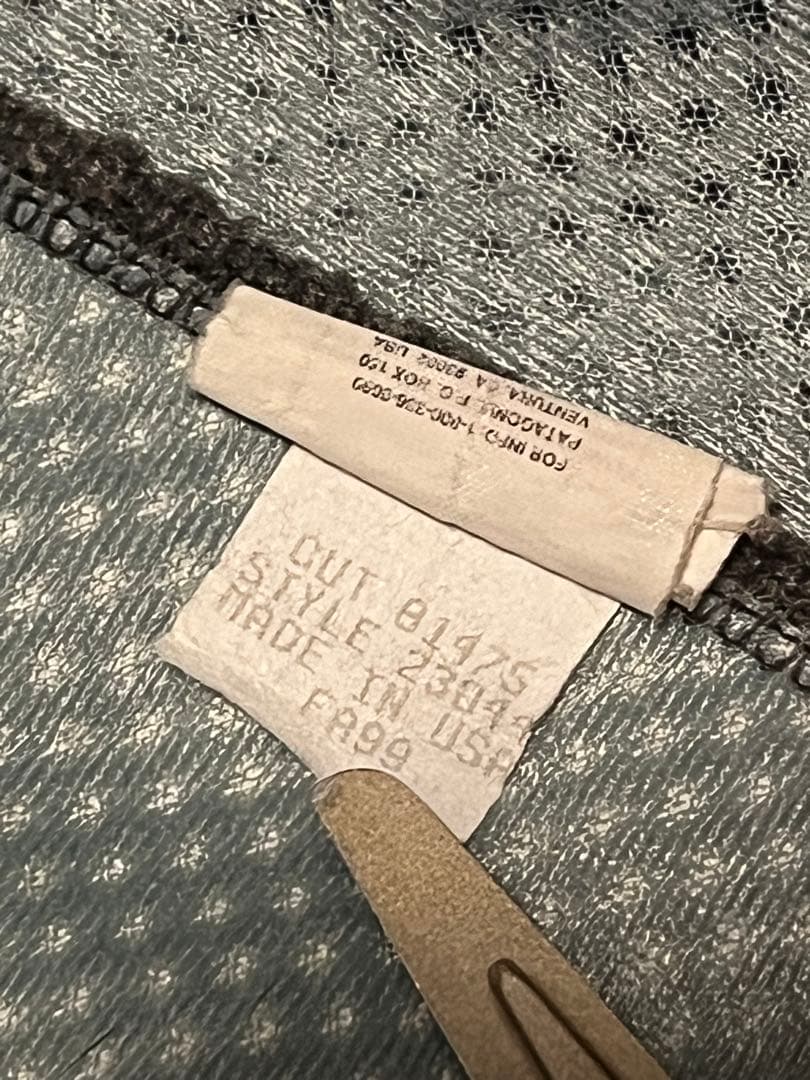 FOR INFO 1-800-336-9090
PATAGONIA, P.O. BOX 150
VENTURA, CA 93002 USA
CUT 81475
STYLE 23844
MADE IN USA
FA99